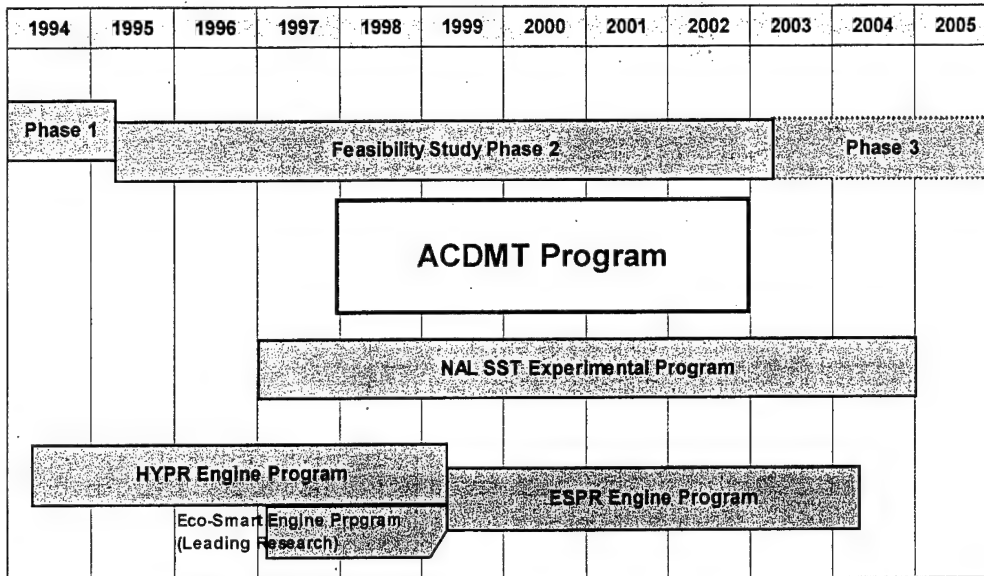 1994 1995 1996 1997 1998 1999 2000 2001 2002 2003 2004 2005
Phase 1
Feasibility Study Phase 2
Phase 3
ACDMT Program
NAL SST Experimental Program
HYPR Engine Program
ESPR Engine Program
Eco-Smart Engine Program
(Leading Research)